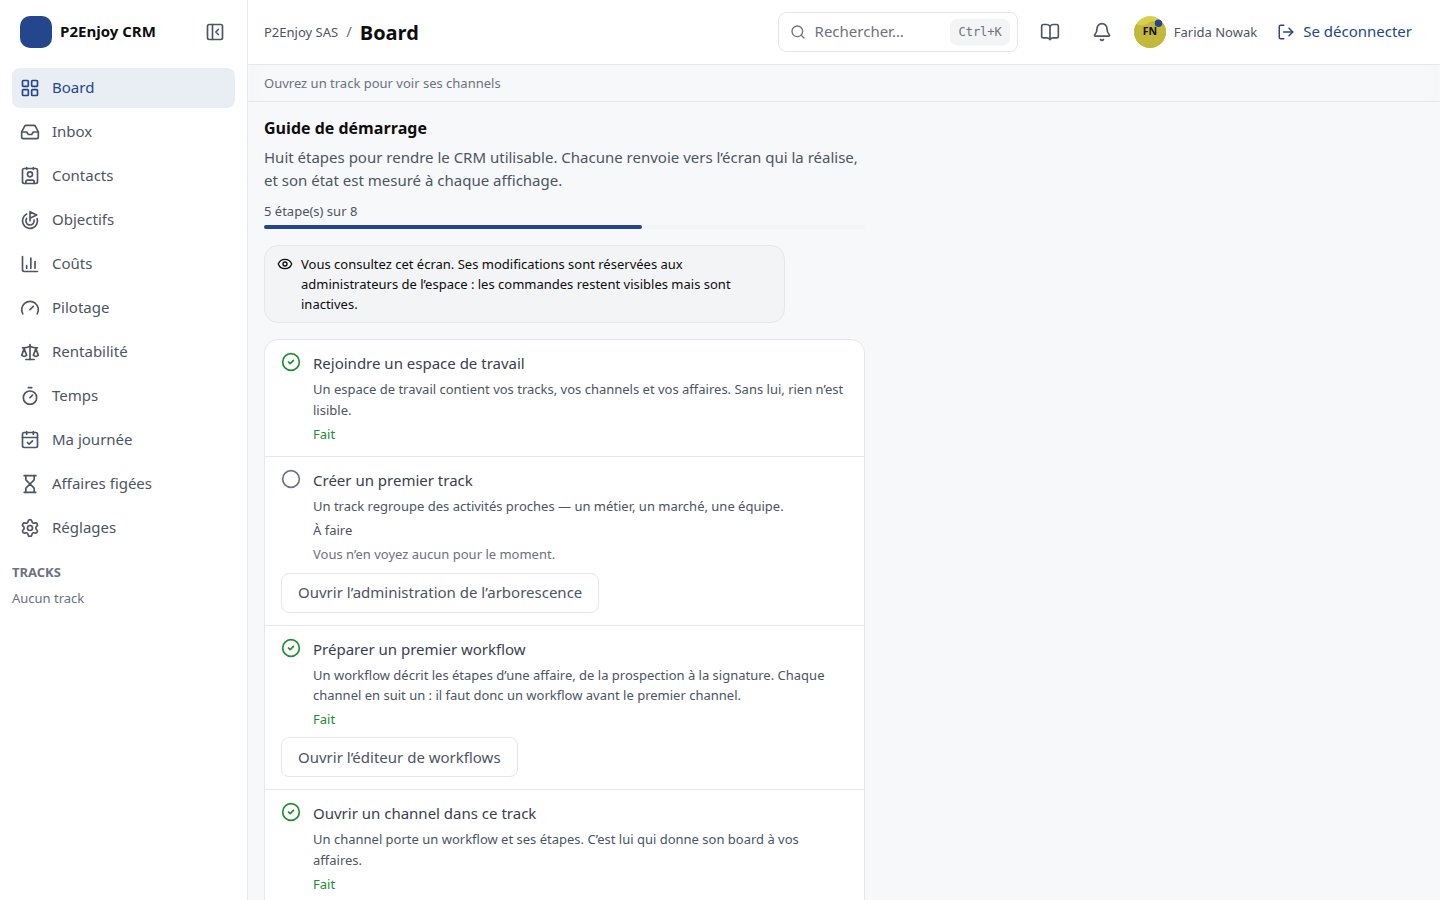 P2Enjoy CRM
Board
Inbox
Contacts
Objectifs
Coûts
Pilotage
Rentabilité
Temps
Ma journée
Affaires figées
Réglages
TRACKS
Aucun track
P2Enjoy SAS / Board
Rechercher...
Ctrl+K
FN
Farida Nowak
Se déconnecter
Ouvrez un track pour voir ses channels
Guide de démarrage
Huit étapes pour rendre le CRM utilisable. Chacune renvoie vers l’écran qui la réalise,
et son état est mesuré à chaque affichage.
5 étape(s) sur 8
Vous consultez cet écran. Ses modifications sont réservées aux
administrateurs de l’espace : les commandes restent visibles mais sont
inactives.
Rejoindre un espace de travail
Un espace de travail contient vos tracks, vos channels et vos affaires. Sans lui, rien n’est
lisible.
Fait
Créer un premier track
Un track regroupe des activités proches — un métier, un marché, une équipe.
À faire
Vous n’en voyez aucun pour le moment.
Ouvrir l’administration de l’arborescence
Préparer un premier workflow
Un workflow décrit les étapes d’une affaire, de la prospection à la signature. Chaque
channel en suit un : il faut donc un workflow avant le premier channel.
Fait
Ouvrir l’éditeur de workflows
Ouvrir un channel dans ce track
Un channel porte un workflow et ses étapes. C’est lui qui donne son board à vos
affaires.
Fait